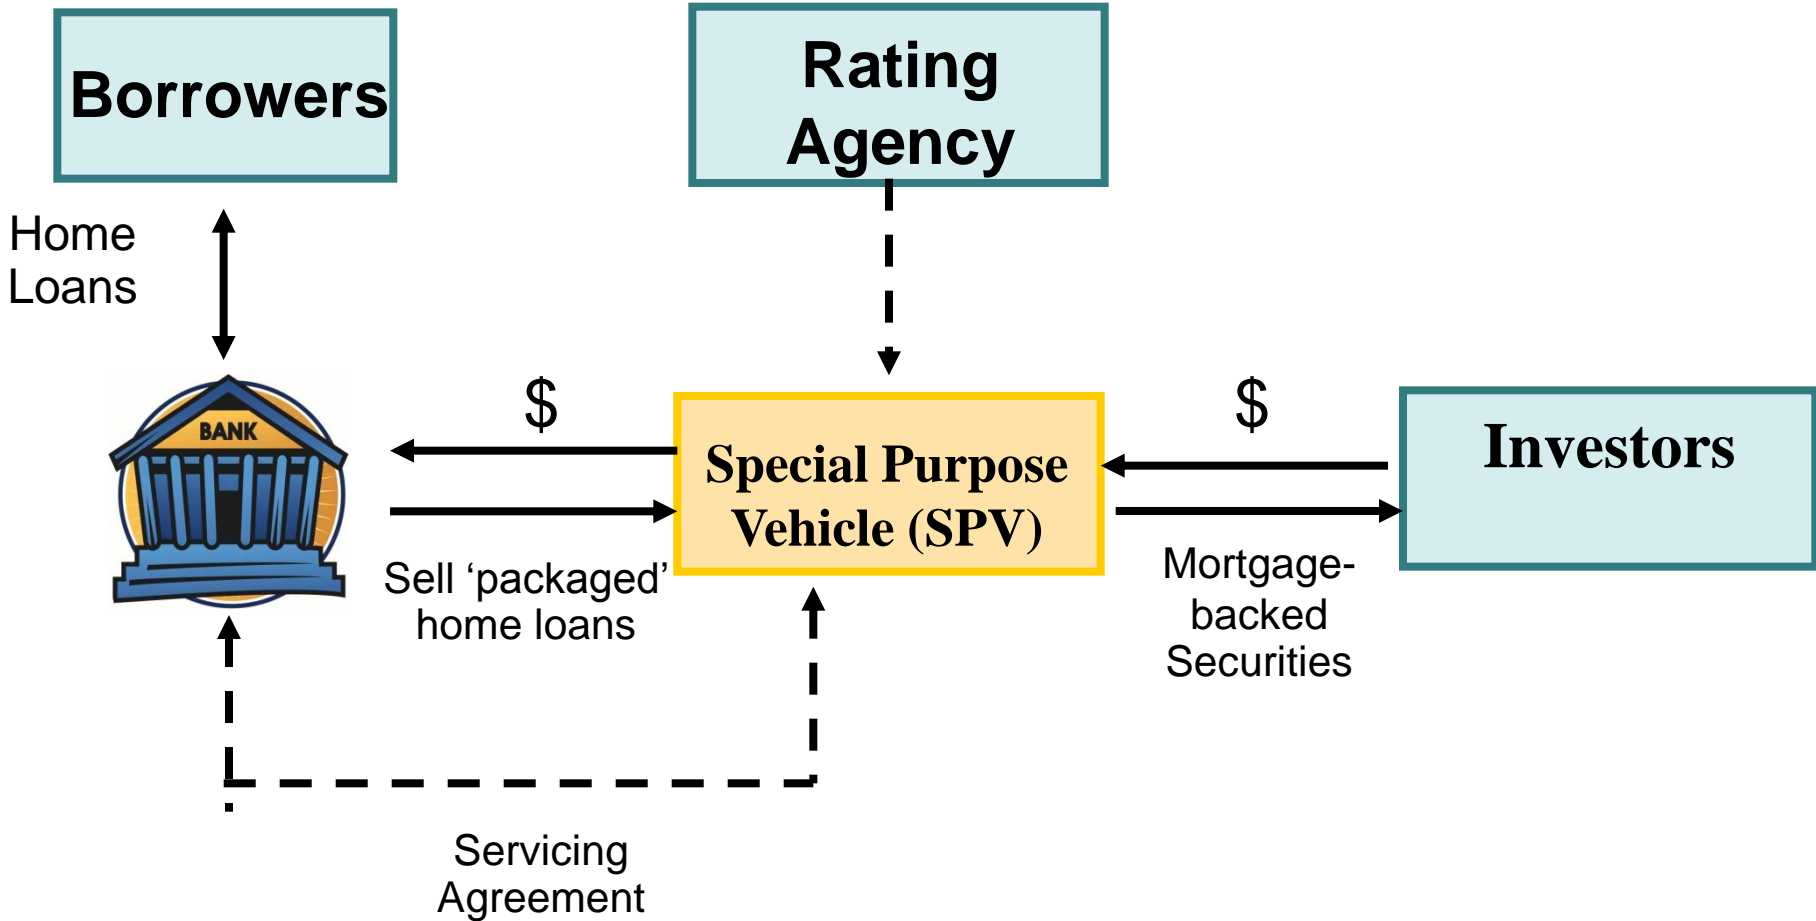 Borrowers
Rating
Agency
Home
Loans
BANK
$
$
Special Purpose
Vehicle (SPV)
Investors
Sell ‘packaged’
home loans
Mortgage-
backed
Securities
Servicing
Agreement